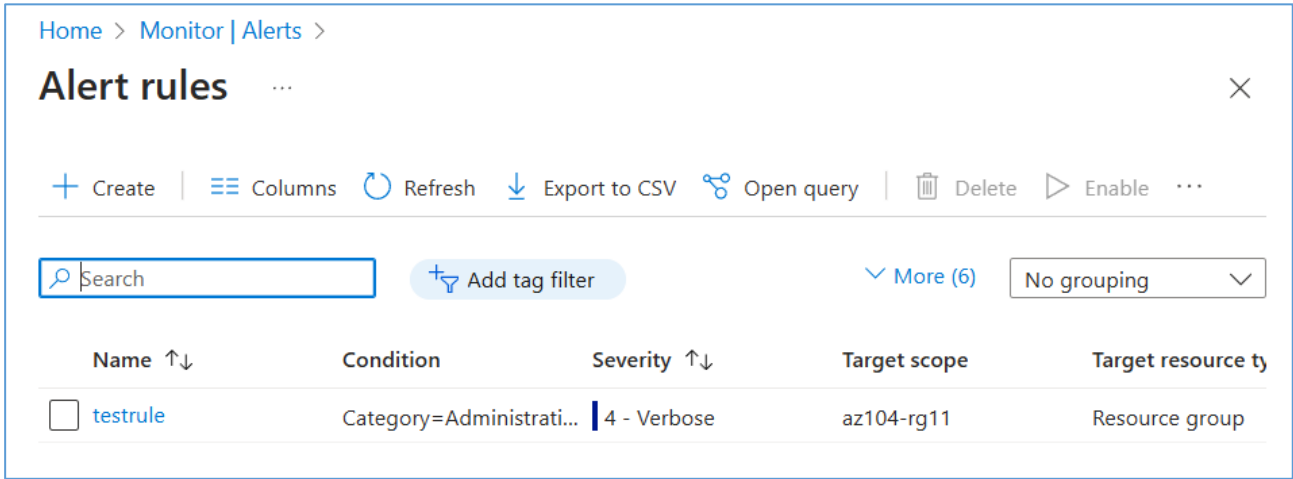 Home > Monitor | Alerts >
Alert rules ...
+ Create | Columns Refresh Export to CSV Open query | Delete Enable ...
Search Add tag filter More (6) No grouping
Name ↑↓ Condition Severity ↑↓ Target scope Target resource ty
testrule Category=Administrati... 4 - Verbose az104-rg11 Resource group